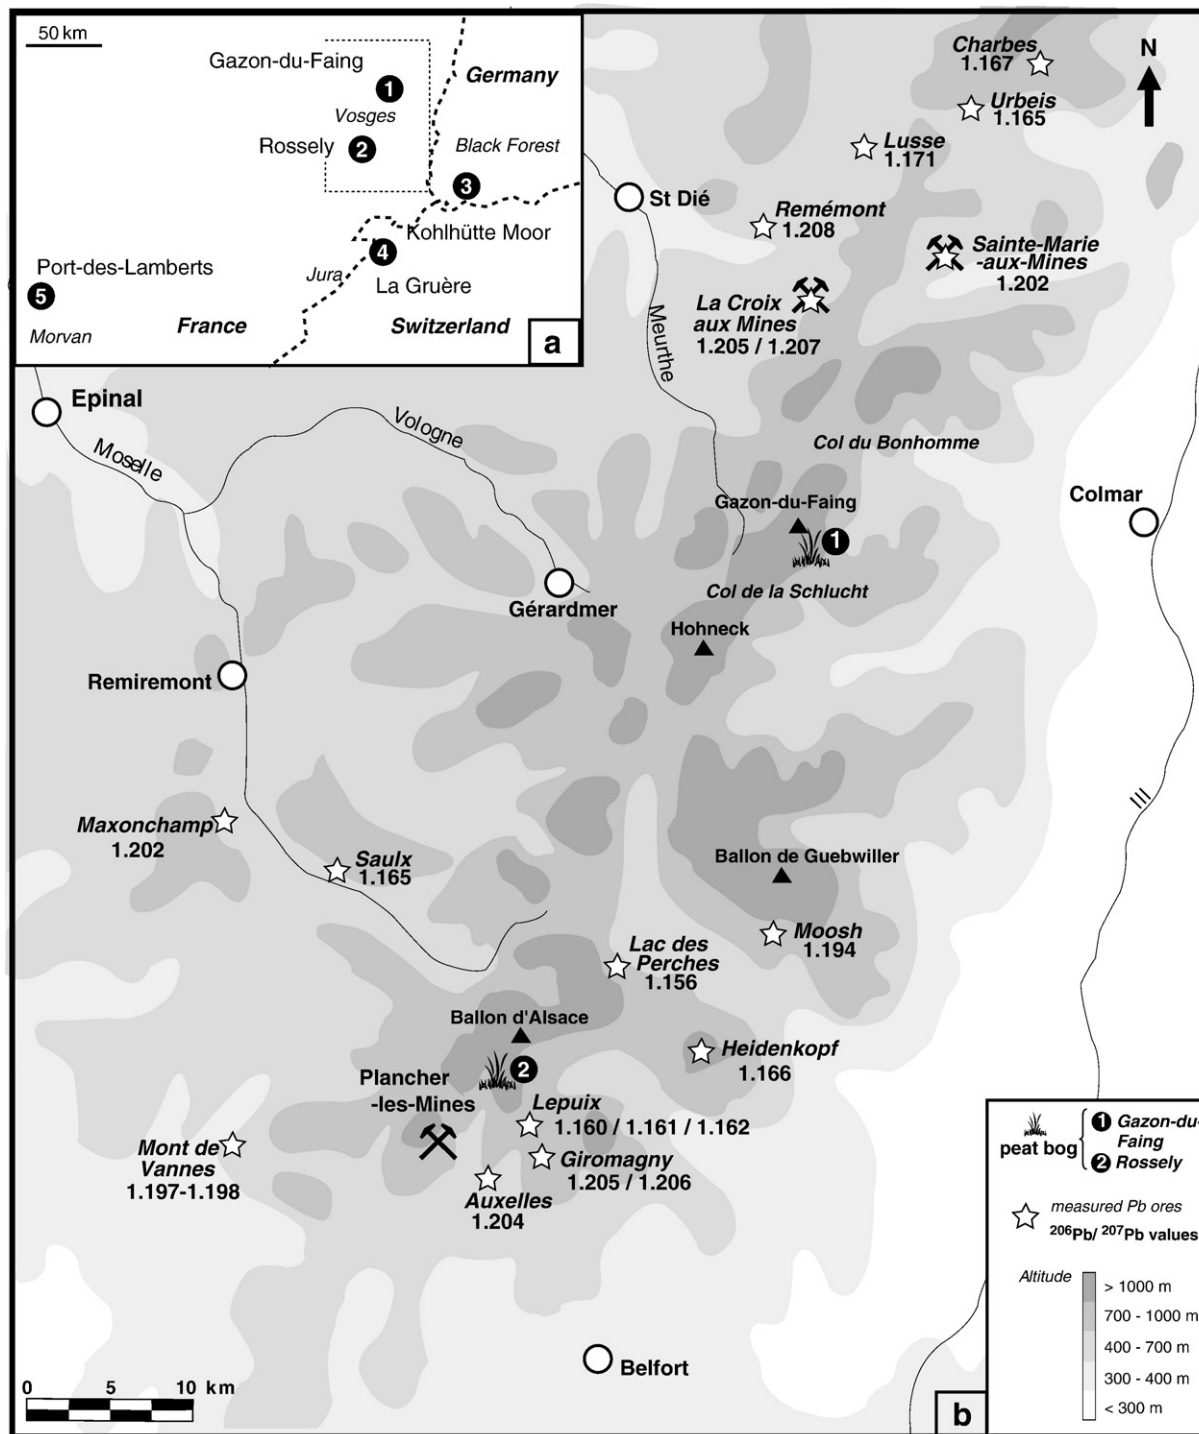 50 km
Gazon-du-Faing
1
Germany
Vosges
Rossely
2
Black Forest
3
Kohlhütte Moor
4
Port-des-Lamberts
Jura
La Gruère
5
Morvan
France
Switzerland
a
N
Charbes
1.167
Urbeis
1.165
Lusse
1.171
St Dié
Remémont
1.208
Sainte-Marie
-aux-Mines
1.202
La Croix
aux Mines
1.205 / 1.207
Meurthe
Epinal
Vologne
Moselle
Col du Bonhomme
Colmar
Gazon-du-Faing
1
Col de la Schlucht
Gérardmer
Hohneck
Remiremont
Ill
Maxonchamp
1.202
Saulx
1.165
Ballon de Guebwiller
Moosh
1.194
Lac des
Perches
1.156
Ballon d'Alsace
2
Heidenkopf
1.166
Plancher
-les-Mines
Lepuix
1.160 / 1.161 / 1.162
Mont de
Vannes
1.197-1.198
Giromagny
1.205 / 1.206
Auxelles
1.204
Belfort
0 5 10 km
b
peat bog
1 Gazon-du-
Faing
2 Rossely
measured Pb ores
206Pb/ 207Pb values
Altitude
> 1000 m
700 - 1000 m
400 - 700 m
300 - 400 m
< 300 m